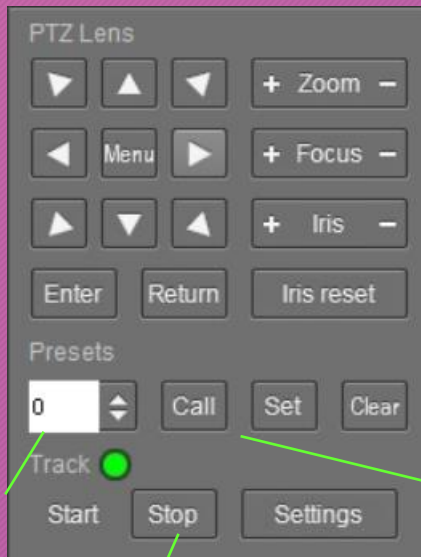 PTZ Lens
+ Zoom −
Menu + Focus −
+ Iris −
Enter Return Iris reset
Presets
0 Call Set Clear
Track
Start Stop Settings